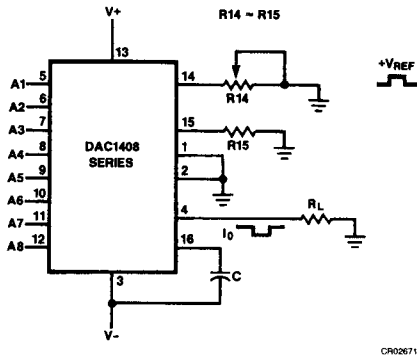 V+
R14 ~ R15
13
+VREF
A1 5
14
R14
A2 6
A3 7
15
R15
A4 8
DAC1408
SERIES
1
A5 9
2
A6 10
4
RL
A7 11
IO
A8 12
16
C
3
V-
CR02671